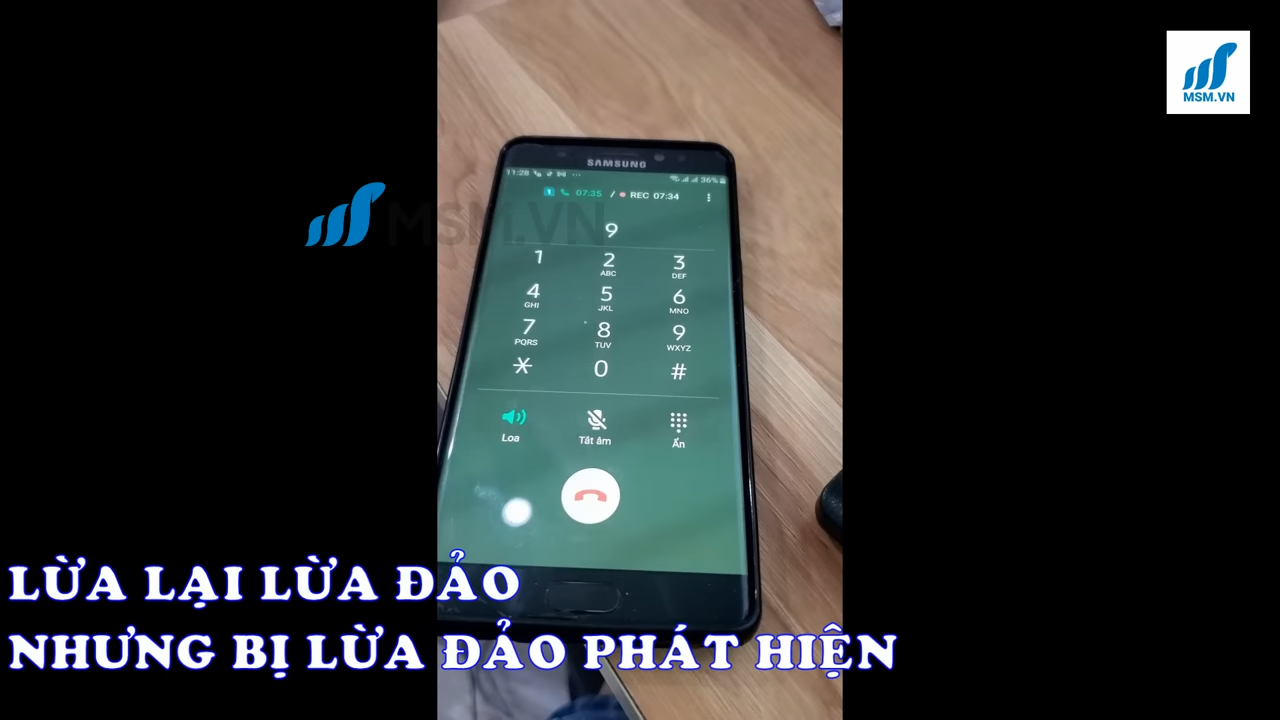 MSM.VN
SAMSUNG
11:28 36%
1 07:35 / REC 07:34
MSM.VN
9
1 2 3
ABC DEF
4 5 6
GHI JKL MNO
7 8 9
PQRS TUV WXYZ
* 0 #
Loa Tắt âm Ẩn
LỪA LẠI LỪA ĐẢO
NHƯNG BỊ LỪA ĐẢO PHÁT HIỆN